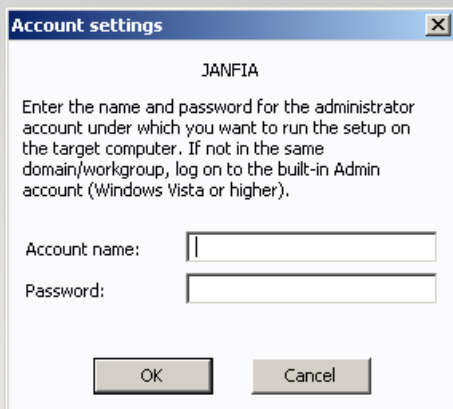 Account settings
JANFIA
Enter the name and password for the administrator
account under which you want to run the setup on
the target computer. If not in the same
domain/workgroup, log on to the built-in Admin
account (Windows Vista or higher).
Account name:
Password:
OK Cancel